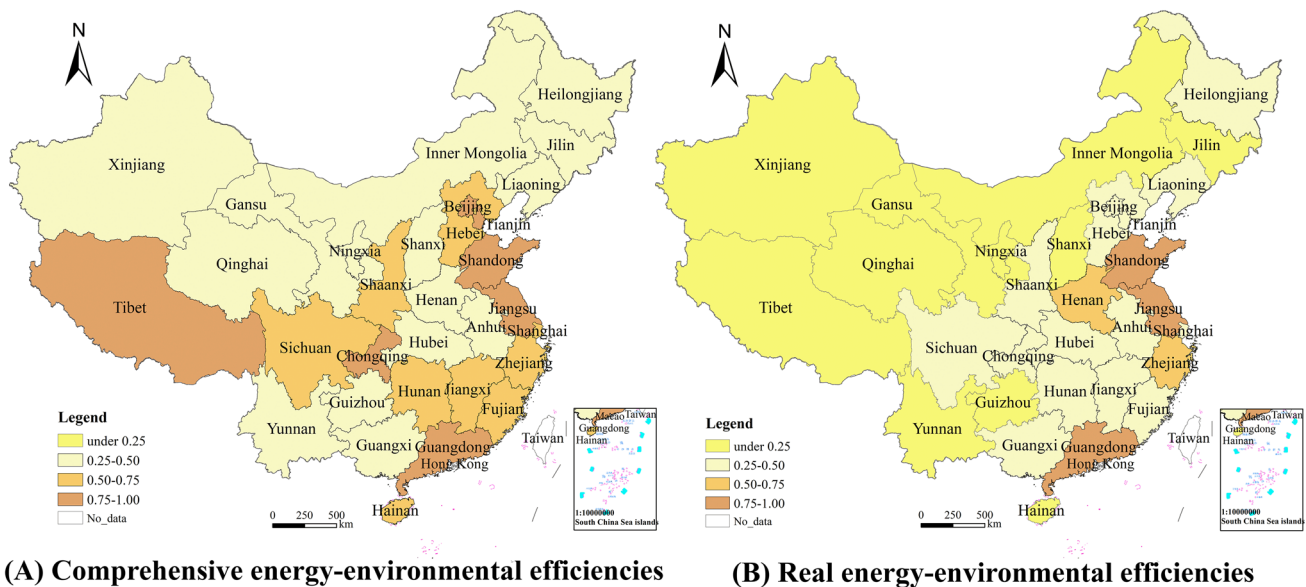 N
Heilongjiang
Jilin
Inner Mongolia
Liaoning
Xinjiang
Gansu
Beijing
Tianjin
Hebei
Ningxia
Shanxi
Shandong
Qinghai
Shaanxi
Henan
Jiangsu
Tibet
Anhui
Shanghai
Sichuan
Hubei
Chongqing
Zhejiang
Hunan
Jiangxi
Guizhou
Fujian
Yunnan
Guangxi
Guangdong
Taiwan
Hong Kong
Hainan
Legend
under 0.25
0.25-0.50
0.50-0.75
0.75-1.00
No_data
0 250 500
km
Macao Taiwan
Guangdong
Hainan
1:10000000
South China Sea islands
(A) Comprehensive energy-environmental efficiencies
N
Heilongjiang
Jilin
Inner Mongolia
Liaoning
Xinjiang
Gansu
Beijing
Tianjin
Hebei
Ningxia
Shanxi
Shandong
Qinghai
Shaanxi
Henan
Jiangsu
Tibet
Anhui
Shanghai
Sichuan
Hubei
Chongqing
Zhejiang
Hunan
Jiangxi
Guizhou
Fujian
Yunnan
Guangxi
Guangdong
Taiwan
Hong Kong
Hainan
Legend
under 0.25
0.25-0.50
0.50-0.75
0.75-1.00
No_data
0 250 500
km
Macao Taiwan
Guangdong
Hainan
1:10000000
South China Sea islands
(B) Real energy-environmental efficiencies